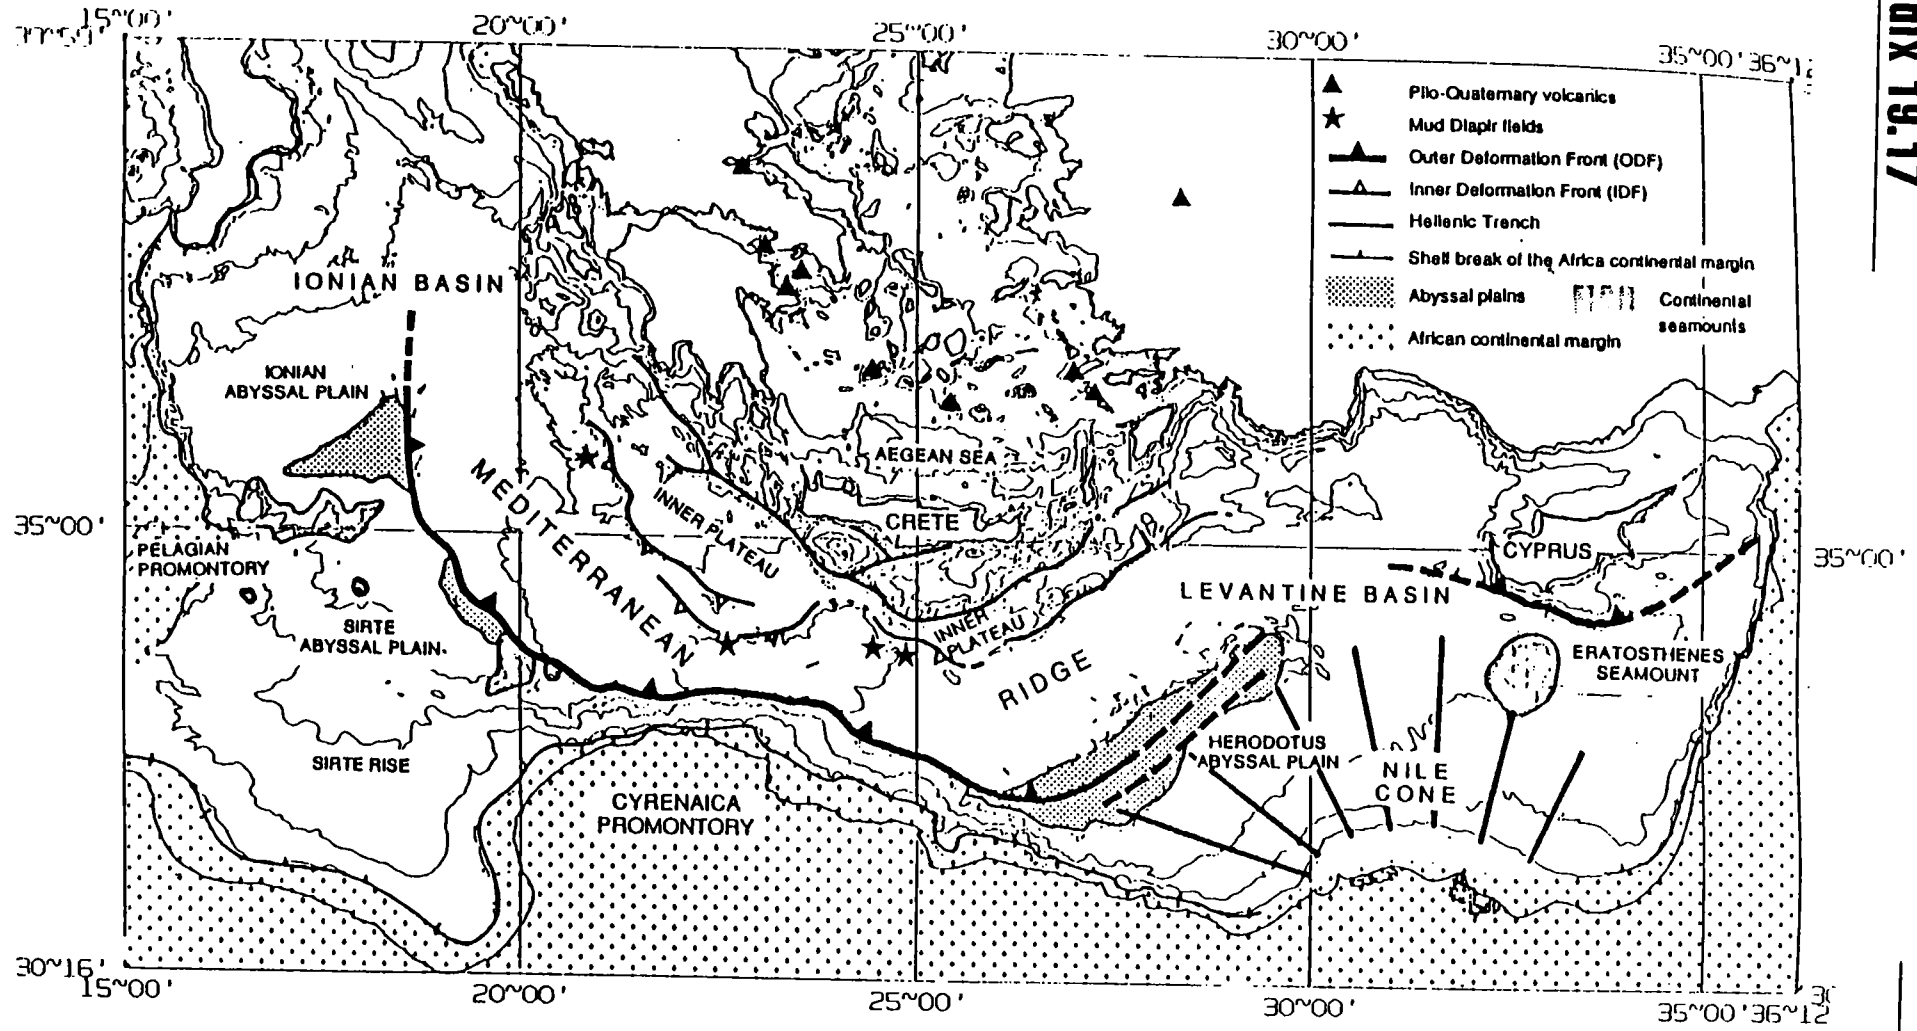 15~00'
20~00'
25~00'
30~00'
35~00'36~12
Plio-Quaternary volcanics
Mud Diapir fields
Outer Deformation Front (ODF)
Inner Deformation Front (IDF)
Hellenic Trench
Shelf break of the Africa continental margin
Abyssal plains
Continental
seamounts
African continental margin
19.17
IONIAN BASIN
IONIAN
ABYSSAL PLAIN
AEGEAN SEA
MEDITERRANEAN
INNER PLATEAU
CRETE
35~00'
PELAGIAN
PROMONTORY
CYPRUS
35~00'
LEVANTINE BASIN
SIRTE
ABYSSAL PLAIN
INNER
PLATEAU
RIDGE
ERATOSTHENES
SEAMOUNT
SIRTE RISE
HERODOTUS
ABYSSAL PLAIN
NILE
CONE
CYRENAICA
PROMONTORY
30~16'
15~00'
20~00'
25~00'
30~00'
35~00'36~12